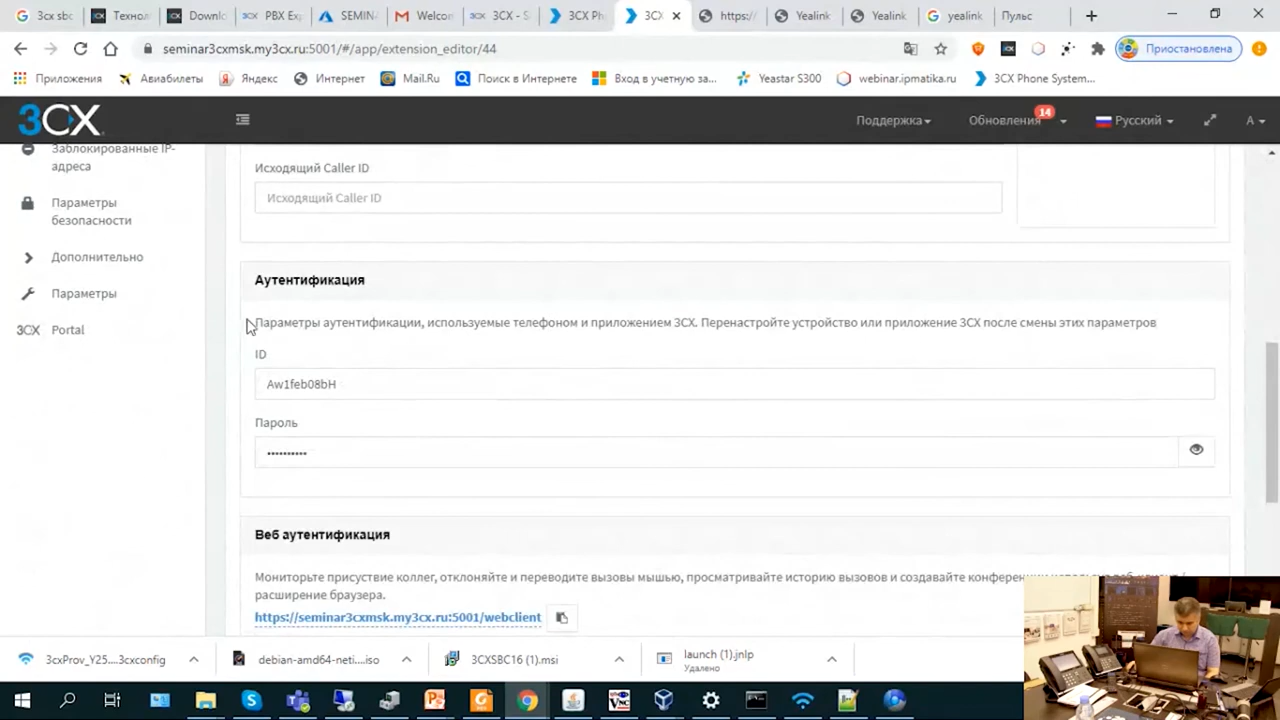 3cx sbc
Технол
Downlo
PBX Exp
SEMIN
Welcon
3CX - S
3CX Ph
3CX
https:/
Yealink
Yealink
yealink
Пульс
seminar3cxmsk.my3cx.ru:5001/#/app/extension_editor/44
Приостановлена
Приложения
Авиабилеты
Яндекс
Интернет
Mail.Ru
Поиск в Интернете
Вход в учетную за...
Yeastar S300
webinar.ipmatika.ru
3CX Phone System...
3CX
Поддержка
Обновления
14
Русский
A
Заблокированные IP-
адреса
Параметры
безопасности
Дополнительно
Параметры
3CX Portal
Исходящий Caller ID
Исходящий Caller ID
Аутентификация
Параметры аутентификации, используемые телефоном и приложением 3CX. Перенастройте устройство или приложение 3CX после смены этих параметров
ID
Aw1feb08bH
Пароль
••••••••••
Веб аутентификация
Мониторьте присуствие коллег, отклоняйте и переводите вызовы мышью, просматривайте историю вызовов и создавайте конферен
расширение браузера.
https://seminar3cxmsk.my3cx.ru:5001/webclient
3cxProv_Y25....3cxconfig
debian-amd64-neti....iso
3CXSBC16 (1).msi
launch (1).jnlp
Удалено